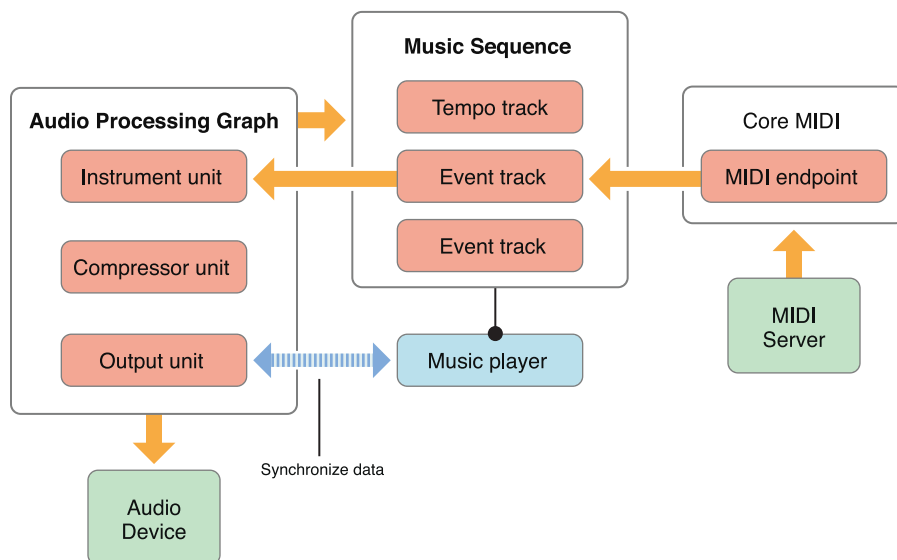 Music Sequence
Tempo track
Event track
Event track
Audio Processing Graph
Instrument unit
Compressor unit
Output unit
Core MIDI
MIDI endpoint
MIDI
Server
Music player
Synchronize data
Audio
Device